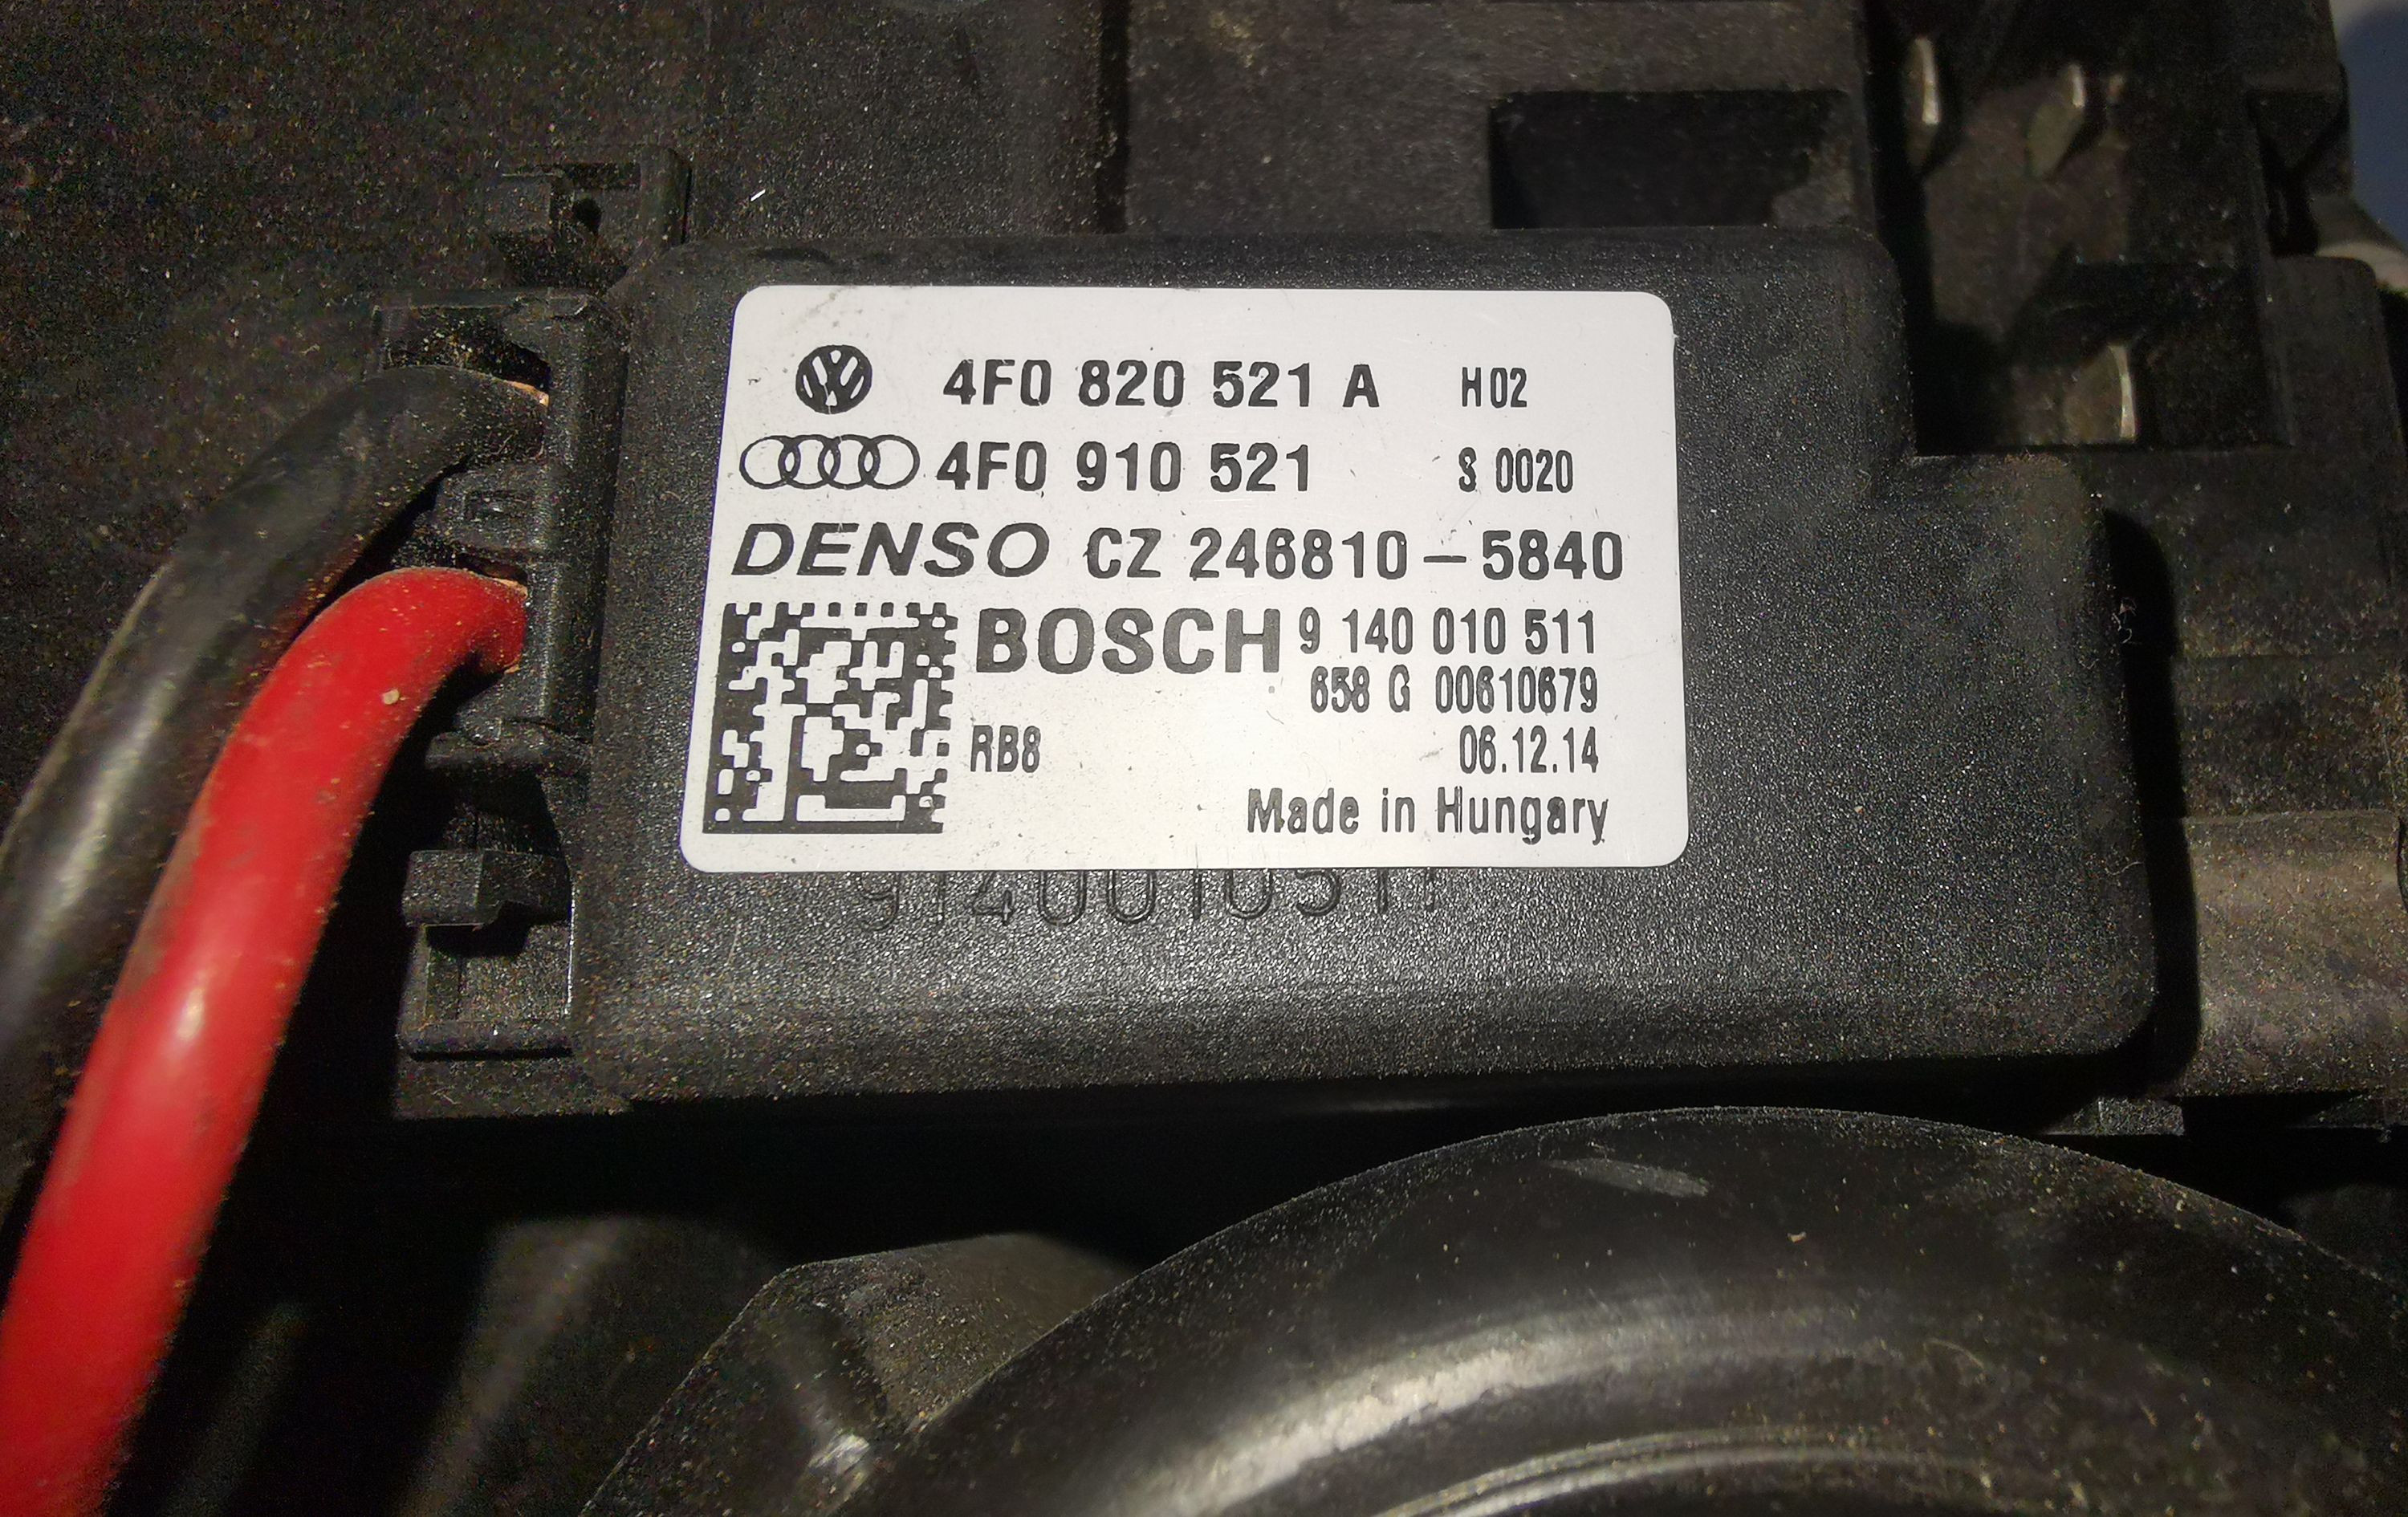 4F0 820 521 A H02
4F0 910 521 S 0020
DENSO CZ 246810-5840
BOSCH 9 140 010 511
658 G 00610679
RB8 06.12.14
Made in Hungary
9140010511